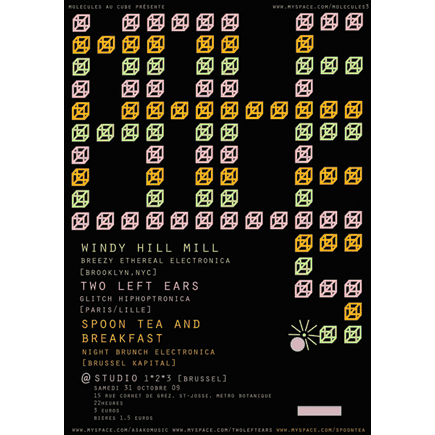 MOLECULES AU CUBE PRÉSENTE
WWW.MYSPACE.COM/MOLECULES3
WINDY HILL MILL
BREEZY ETHEREAL ELECTRONICA
[BROOKLYN,NYC]
TWO LEFT EARS
GLITCH HIPHOPTRONICA
[PARIS/LILLE]
SPOON TEA AND
BREAKFAST
NIGHT BRUNCH ELECTRONICA
[BRUSSEL KAPITAL]
@ STUDIO 1*2*3 [BRUSSEL]
SAMEDI 31 OCTOBRE 09
15 RUE CORNET DE GREZ, ST-JOSSE, METRO BOTANIQUE
22HEURES
3 EUROS
BIERES 1.5 EUROS
WWW.MYSPACE.COM/ASAKOMUSIC WWW.MYSPACE.COM/TWOLEFTEARS WWW.MYSPACE.COM/SPOONTEA